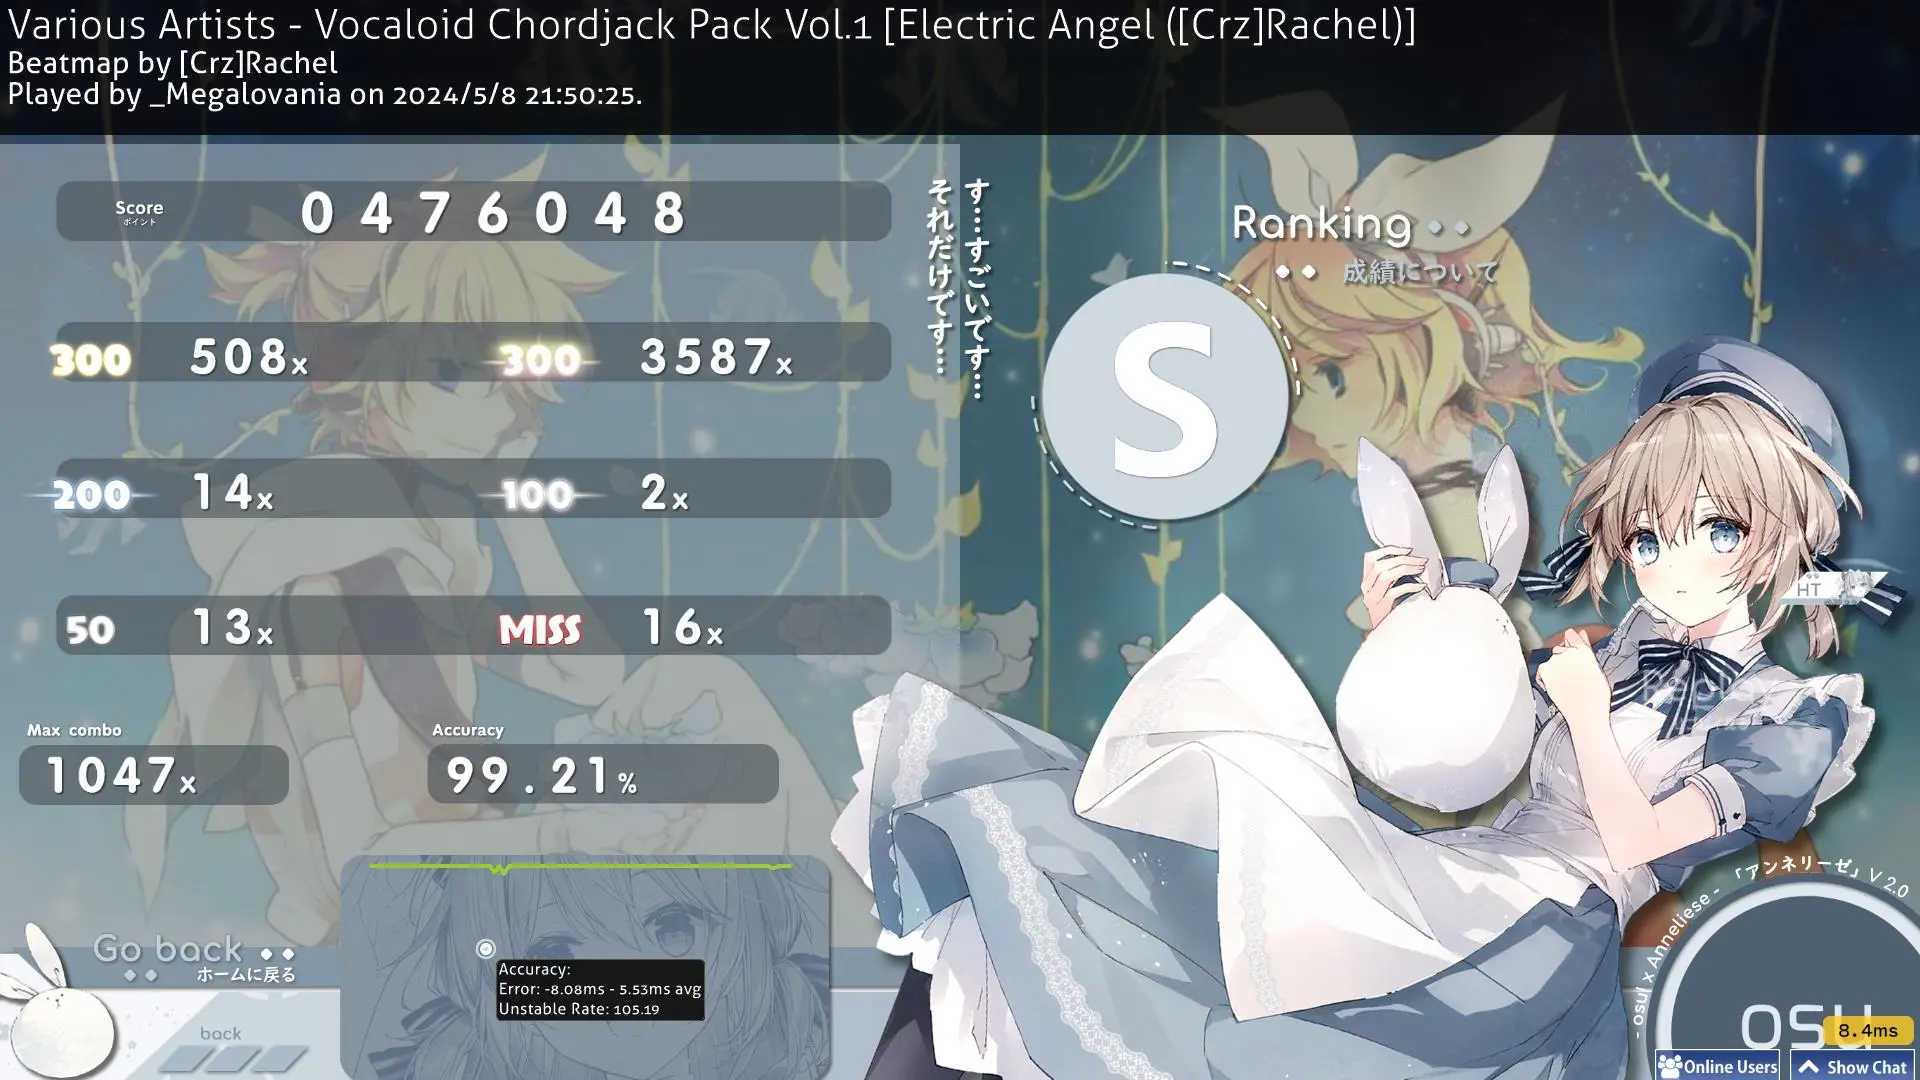 Various Artists - Vocaloid Chordjack Pack Vol.1 [Electric Angel ([Crz]Rachel)]
Beatmap by [Crz]Rachel
Played by _Megalovania on 2024/5/8 21:50:25.
Score
ポイント
0476048
300 508x 300 3587x
200 14x 100 2x
50 13x MISS 16x
Max combo
1047x
Accuracy
99.21%
す…すごいです…
それだけです…
Ranking
成績について
S
HT
Go back
ホームに戻る
back
Accuracy:
Error: -8.08ms - 5.53ms avg
Unstable Rate: 105.19
- osu! x Anneliese - 「アンネリーゼ」 V 2.0
osu
8.4ms
Online Users
Show Chat